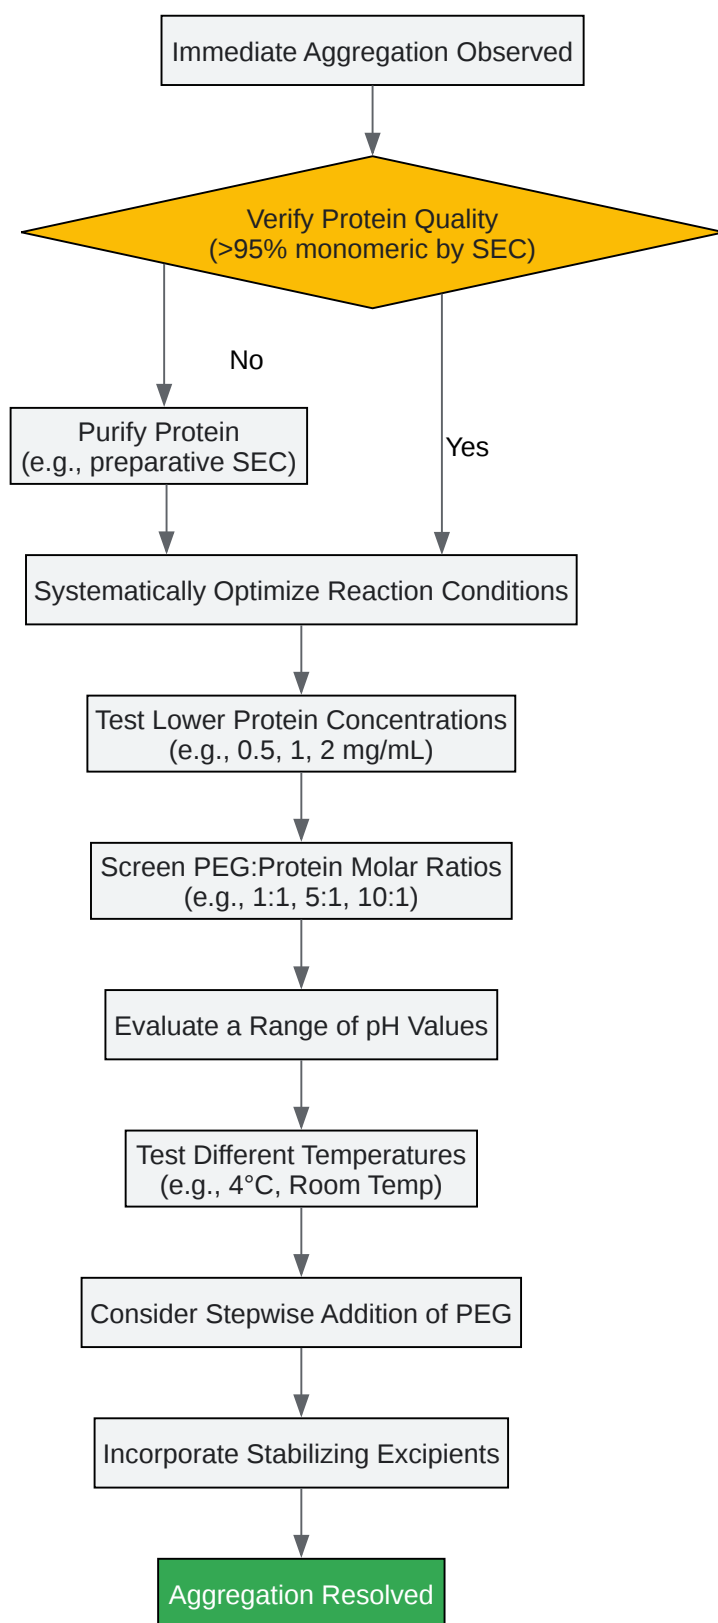 Immediate Aggregation Observed
Verify Protein Quality
(>95% monomeric by SEC)
No
Purify Protein
(e.g., preparative SEC)
Yes
Systematically Optimize Reaction Conditions
Test Lower Protein Concentrations
(e.g., 0.5, 1, 2 mg/mL)
Screen PEG:Protein Molar Ratios
(e.g., 1:1, 5:1, 10:1)
Evaluate a Range of pH Values
Test Different Temperatures
(e.g., 4°C, Room Temp)
Consider Stepwise Addition of PEG
Incorporate Stabilizing Excipients
Aggregation Resolved